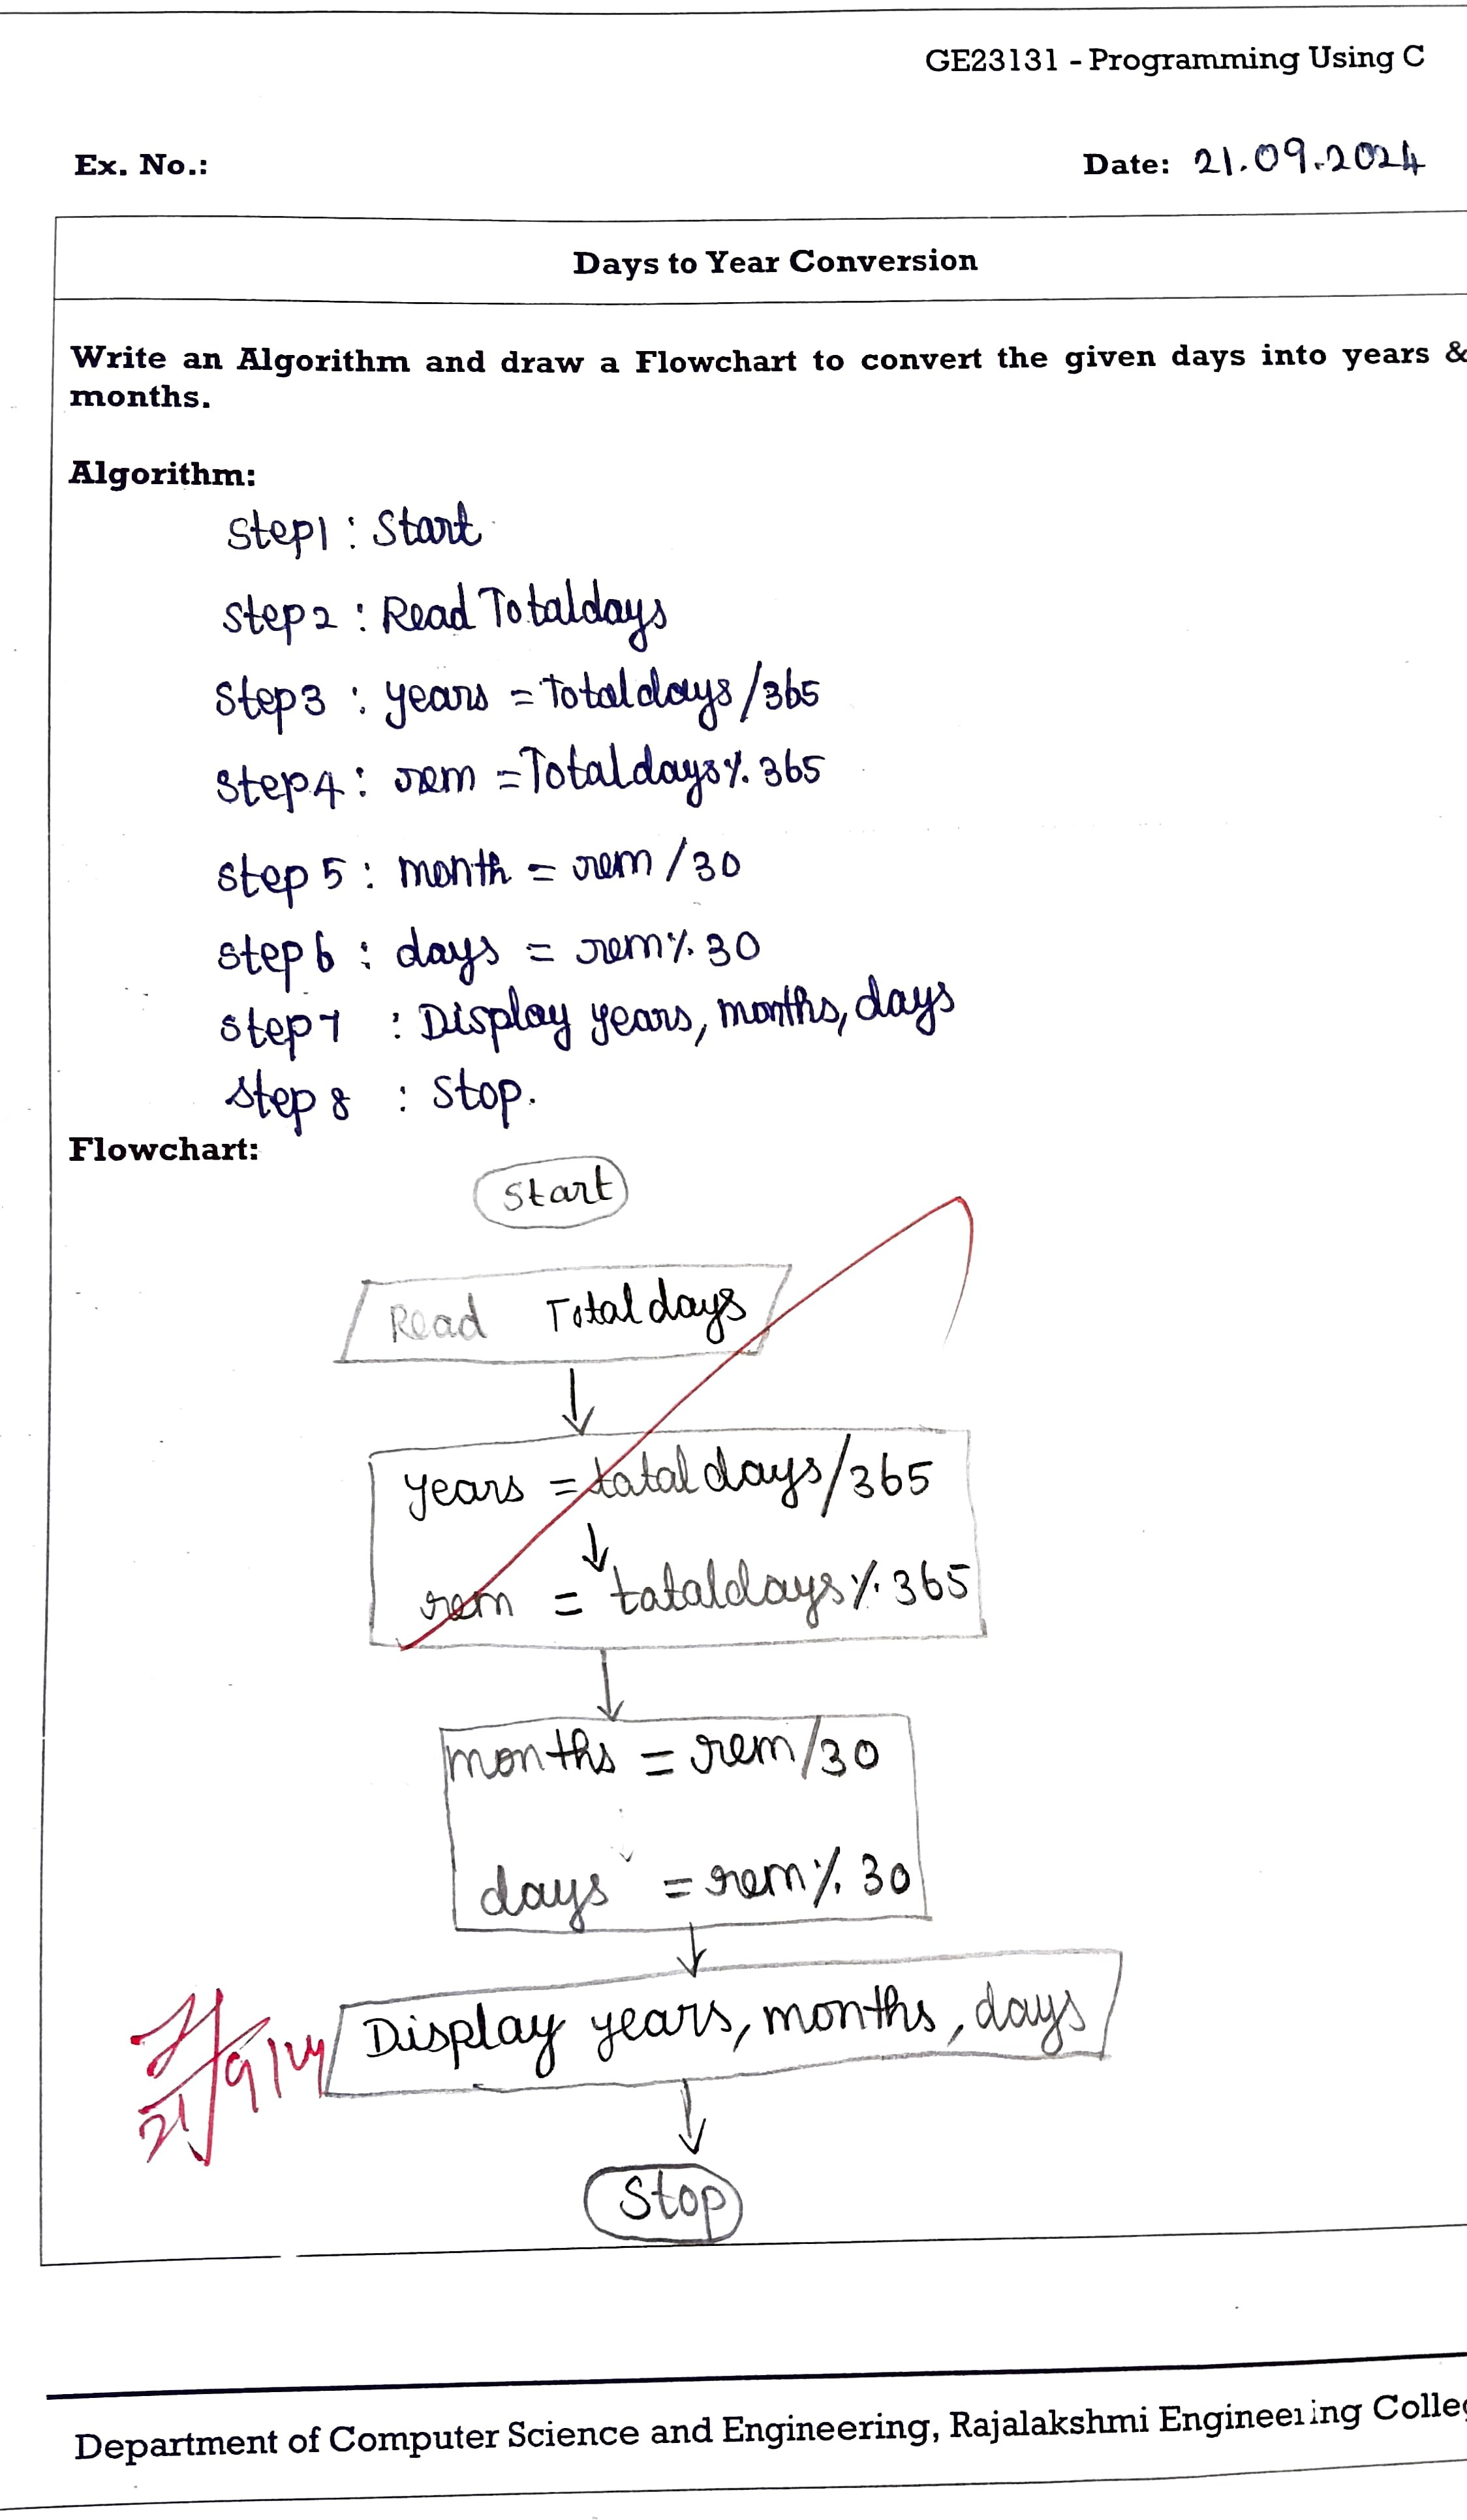 GE23131 - Programming Using C
Ex. No.:
Date: 21.09.2024
Days to Year Conversion
Write an Algorithm and draw a Flowchart to convert the given days into years &
months.
Algorithm:
Step1 : Start
Step2 : Read Totaldays
Step3 : years = Totaldays/365
Step4 : rem = Totaldays % 365
Step 5 : month = rem /30
Step 6 : days = rem % 30
Step 7 : Display years, months, days
Step 8 : Stop.
Flowchart:
Start
Read Total days
years = tatal days/365
rem = tataldays % 365
months = rem/30
days = rem % 30
Display years, months, days
21/9/24
Stop
Department of Computer Science and Engineering, Rajalakshmi Engineering Colle